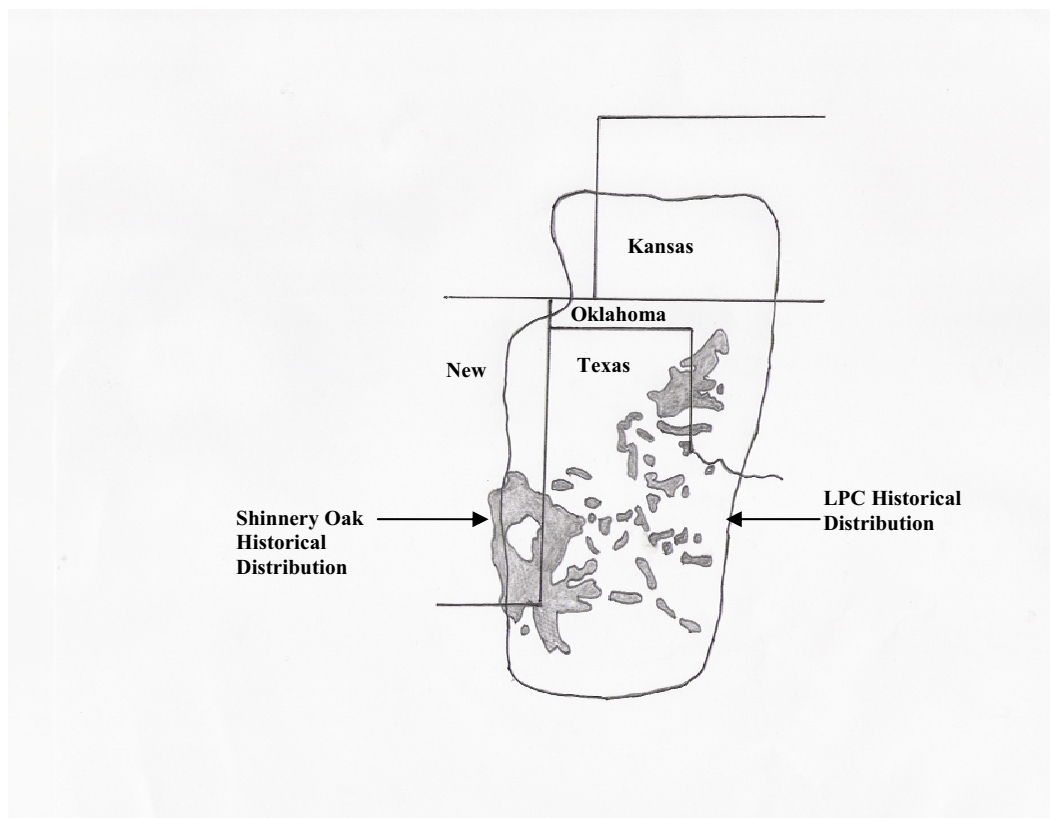 Kansas
Oklahoma
Texas
New
Shinnery Oak
Historical
Distribution
LPC Historical
Distribution